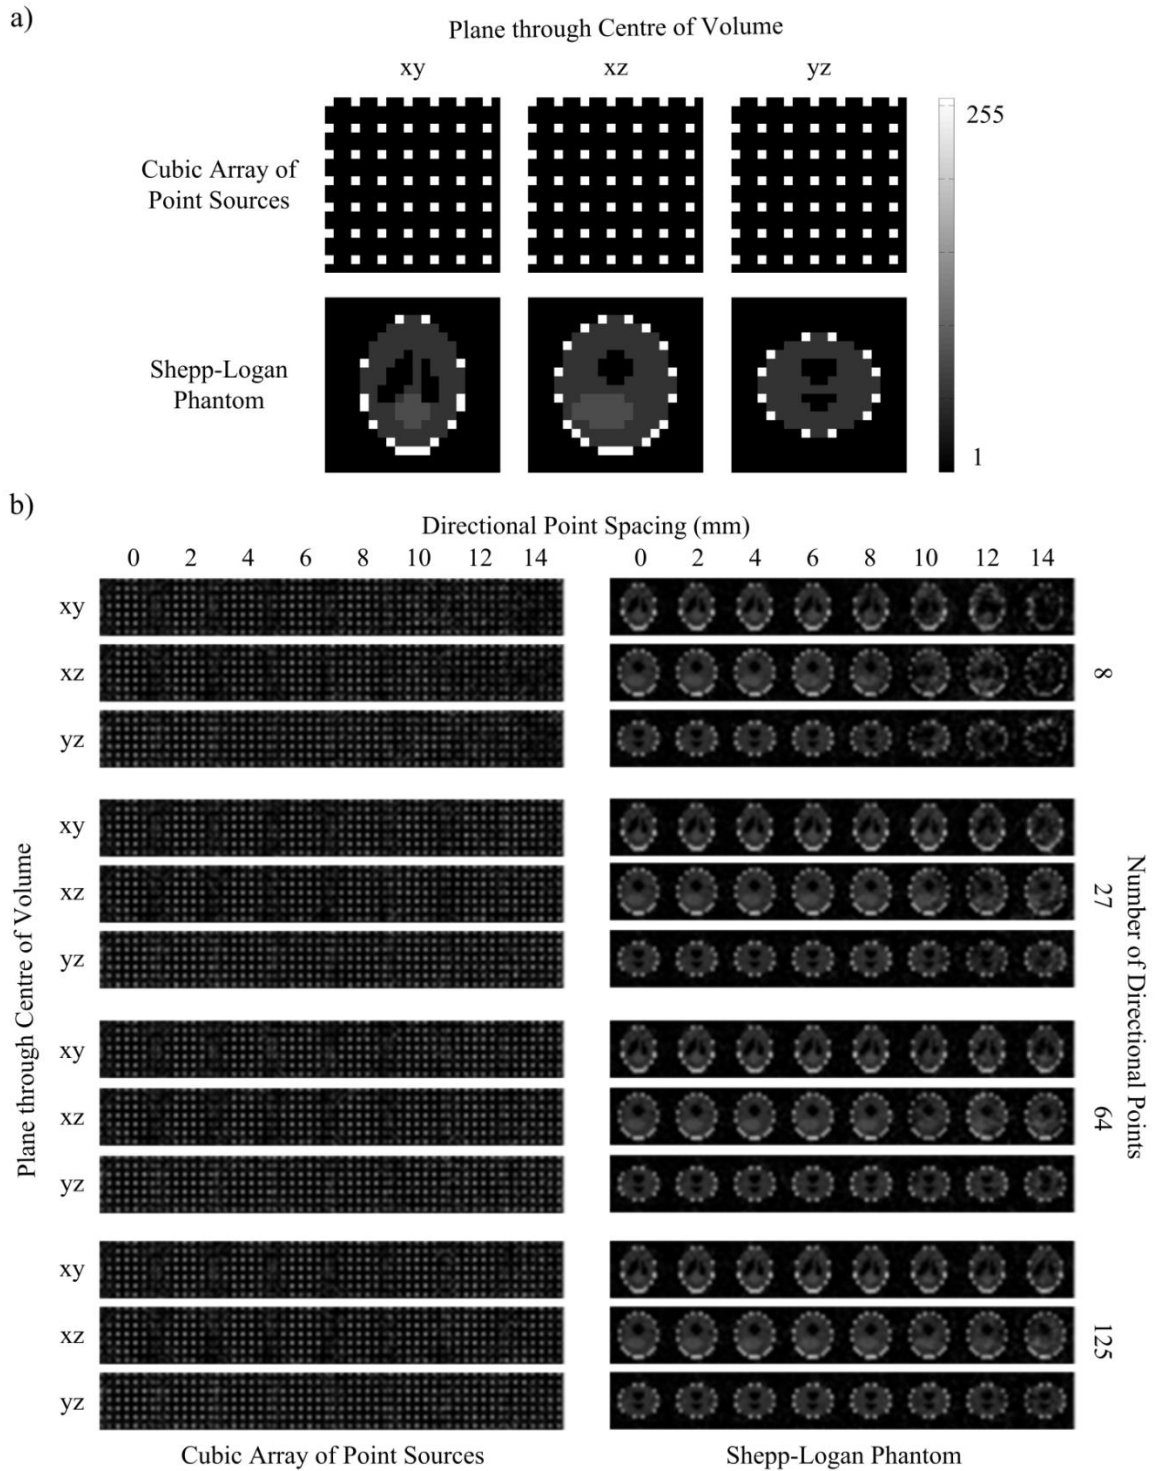 a)
Plane through Centre of Volume
xy xz yz
Cubic Array of
Point Sources
255
Shepp-Logan
Phantom
1
b)
Directional Point Spacing (mm)
0 2 4 6 8 10 12 14 0 2 4 6 8 10 12 14
xy
xz
yz
8
xy
xz
yz
27
xy
xz
yz
64
xy
xz
yz
125
Plane through Centre of Volume
Number of Directional Points
Cubic Array of Point Sources Shepp-Logan Phantom